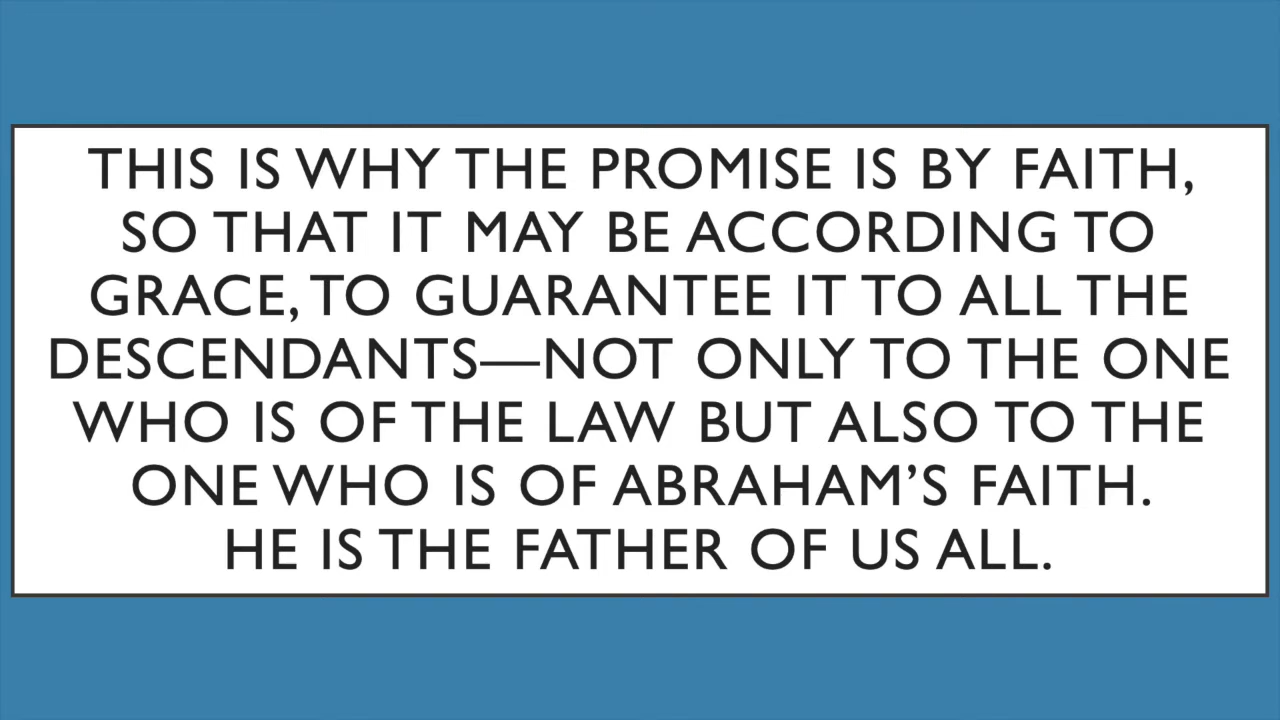 THIS IS WHY THE PROMISE IS BY FAITH,
SO THAT IT MAY BE ACCORDING TO
GRACE, TO GUARANTEE IT TO ALL THE
DESCENDANTS—NOT ONLY TO THE ONE
WHO IS OF THE LAW BUT ALSO TO THE
ONE WHO IS OF ABRAHAM’S FAITH.
HE IS THE FATHER OF US ALL.